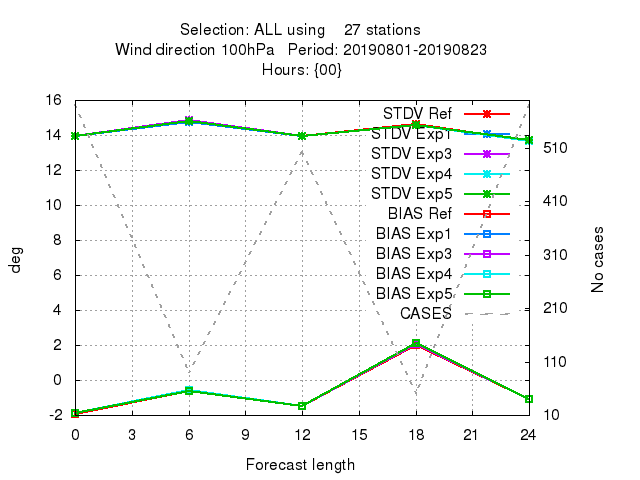 Selection: ALL using    27 stations
Wind direction 100hPa   Period: 20190801-20190823
Hours: {00}
16
14
12
10
8
6
4
2
0
-2
deg
STDV Ref
STDV Exp1
STDV Exp3
STDV Exp4
STDV Exp5
BIAS Ref
BIAS Exp1
BIAS Exp3
BIAS Exp4
BIAS Exp5
CASES
510
410
310
210
110
10
No cases
0 3 6 9 12 15 18 21 24
Forecast length